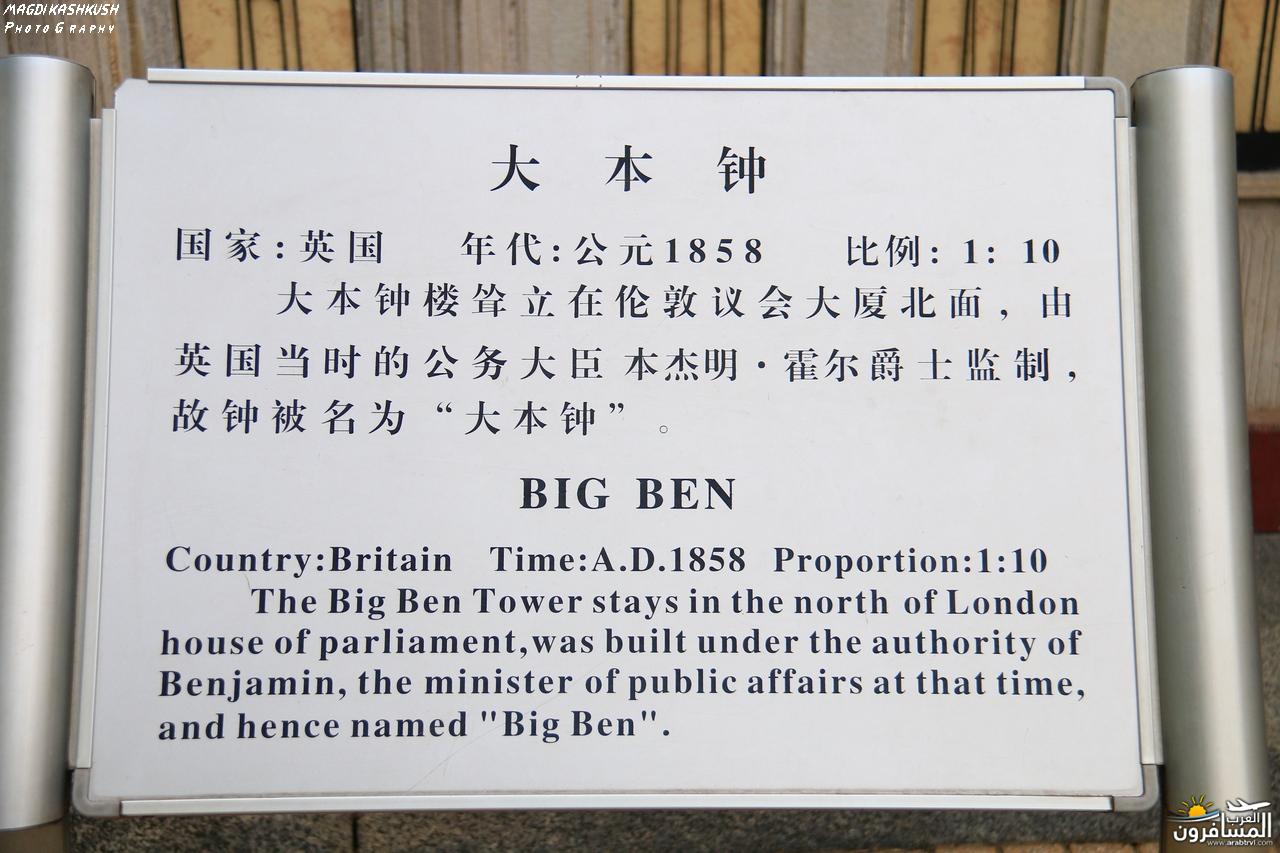 MAGDI KASHKUSH
PHOTOGRAPHY
大本钟
国家:英国 年代:公元1858 比例: 1: 10
大本钟楼耸立在伦敦议会大厦北面，由
英国当时的公务大臣 本杰明·霍尔爵士监制，
故钟被名为“大本钟”。
BIG BEN
Country:Britain Time:A.D.1858 Proportion:1:10
The Big Ben Tower stays in the north of London
house of parliament,was built under the authority of
Benjamin, the minister of public affairs at that time,
and hence named "Big Ben".
العرب
المسافرون
www.arabtrvl.com